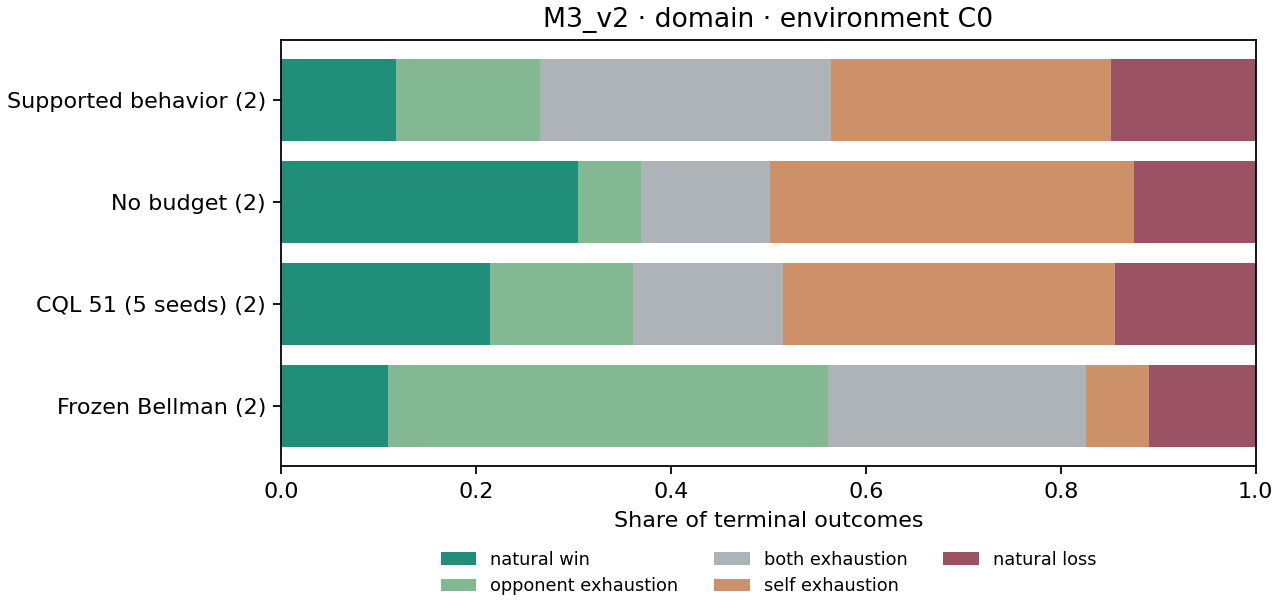 M3_v2 · domain · environment C0
Supported behavior (2)
No budget (2)
CQL 51 (5 seeds) (2)
Frozen Bellman (2)
0.0 0.2 0.4 0.6 0.8 1.0
Share of terminal outcomes
natural win both exhaustion natural loss
opponent exhaustion self exhaustion